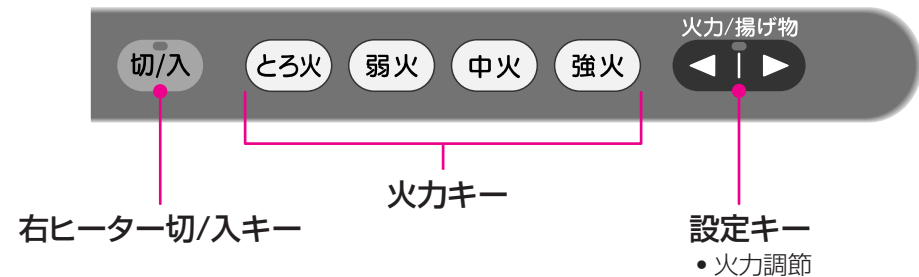 火力/揚げ物
切/入
とろ火
弱火
中火
強火
火力キー
右ヒーター切/入キー
設定キー
• 火力調節